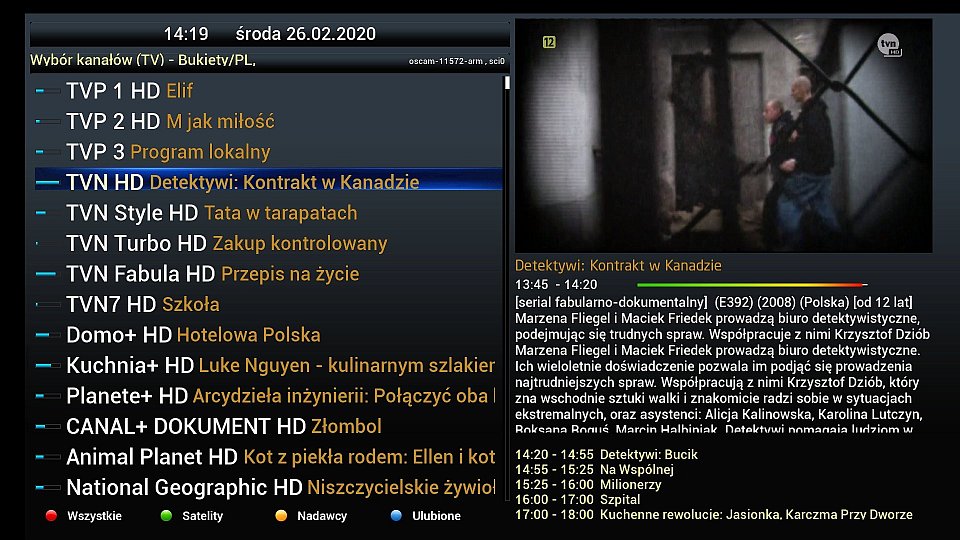 14:19 środa 26.02.2020
Wybór kanałów (TV) - Bukiety/PL,
oscam-11572-arm , sci0
TVP 1 HD Elif
TVP 2 HD M jak miłość
TVP 3 Program lokalny
TVN HD Detektywi: Kontrakt w Kanadzie
TVN Style HD Tata w tarapatach
TVN Turbo HD Zakup kontrolowany
TVN Fabula HD Przepis na życie
TVN7 HD Szkoła
Domo+ HD Hotelowa Polska
Kuchnia+ HD Luke Nguyen - kulinarnym szlakier
Planete+ HD Arcydzieła inżynierii: Połączyć oba
CANAL+ DOKUMENT HD Złombol
Animal Planet HD Kot z piekła rodem: Ellen i kot
National Geographic HD Niszczycielskie żywioł
Wszystkie
Satelity
Nadawcy
Ulubione
12
tvn
HD
Detektywi: Kontrakt w Kanadzie
13:45 - 14:20
[serial fabularno-dokumentalny] (E392) (2008) (Polska) [od 12 lat]
Marzena Fliegel i Maciek Friedek prowadzą biuro detektywistyczne,
podejmując się trudnych spraw. Współpracuje z nimi Krzysztof Dziób
Marzena Fliegel i Maciek Friedek prowadzą biuro detektywistyczne.
Ich wieloletnie doświadczenie pozwala im podjąć się prowadzenia
najtrudniejszych spraw. Współpracują z nimi Krzysztof Dziób, który
zna wschodnie sztuki walki i znakomicie radzi sobie w sytuacjach
ekstremalnych, oraz asystenci: Alicja Kalinowska, Karolina Lutczyn,
Roksana Boguś, Marcin Halbiniak. Detektywi pomagają ludziom w
14:20 - 14:55 Detektywi: Bucik
14:55 - 15:25 Na Wspólnej
15:25 - 16:00 Milionerzy
16:00 - 17:00 Szpital
17:00 - 18:00 Kuchenne rewolucje: Jasionka, Karczma Przy Dworze